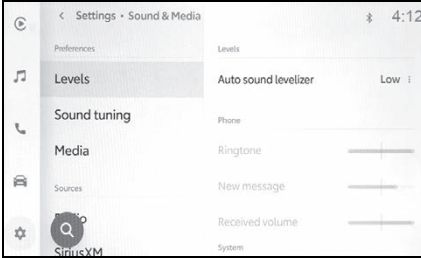 Settings • Sound & Media
4:12
Preferences
Levels
Levels
Auto sound levelizer
Low
Sound tuning
Phone
Media
Ringtone
New message
Sources
Received volume
SiriusXM
System